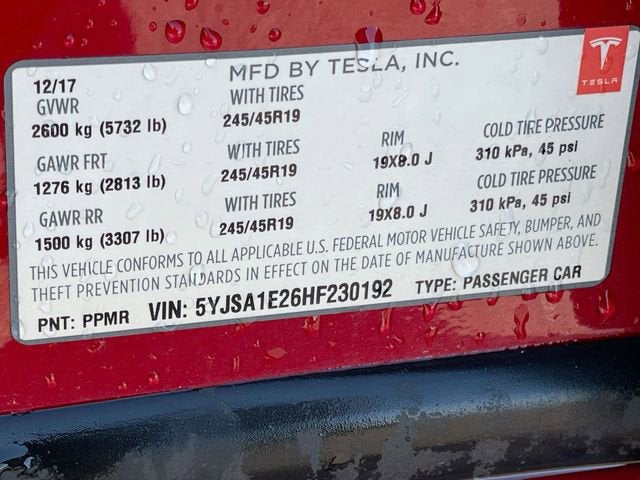 MFD BY TESLA, INC.
TESLA
12/17
GVWR WITH TIRES
2600 kg (5732 lb) 245/45R19
GAWR FRT WITH TIRES RIM COLD TIRE PRESSURE
1276 kg (2813 lb) 245/45R19 19X8.0 J 310 kPa, 45 psi
GAWR RR WITH TIRES RIM COLD TIRE PRESSURE
1500 kg (3307 lb) 245/45R19 19X8.0 J 310 kPa, 45 psi
THIS VEHICLE CONFORMS TO ALL APPLICABLE U.S. FEDERAL MOTOR VEHICLE SAFETY, BUMPER, AND
THEFT PREVENTION STANDARDS IN EFFECT ON THE DATE OF MANUFACTURE SHOWN ABOVE.
PNT: PPMR VIN: 5YJSA1E26HF230192 TYPE: PASSENGER CAR